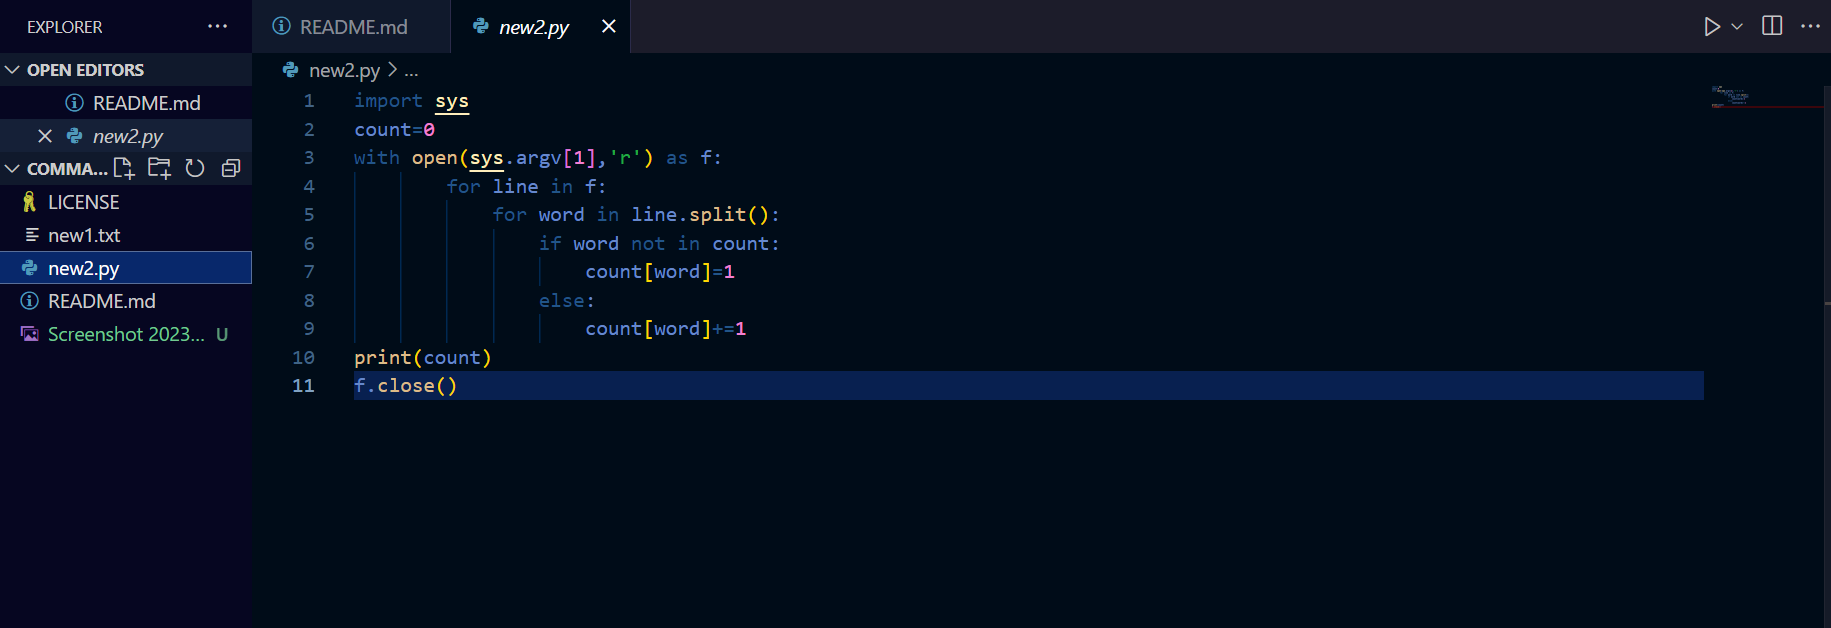 EXPLORER ...
OPEN EDITORS
README.md
new2.py
COMMA...
LICENSE
new1.txt
new2.py
README.md
Screenshot 2023... U
README.md
new2.py
new2.py > ...
1 import sys
2 count=0
3 with open(sys.argv[1],'r') as f:
4 for line in f:
5 for word in line.split():
6 if word not in count:
7 count[word]=1
8 else:
9 count[word]+=1
10 print(count)
11 f.close()